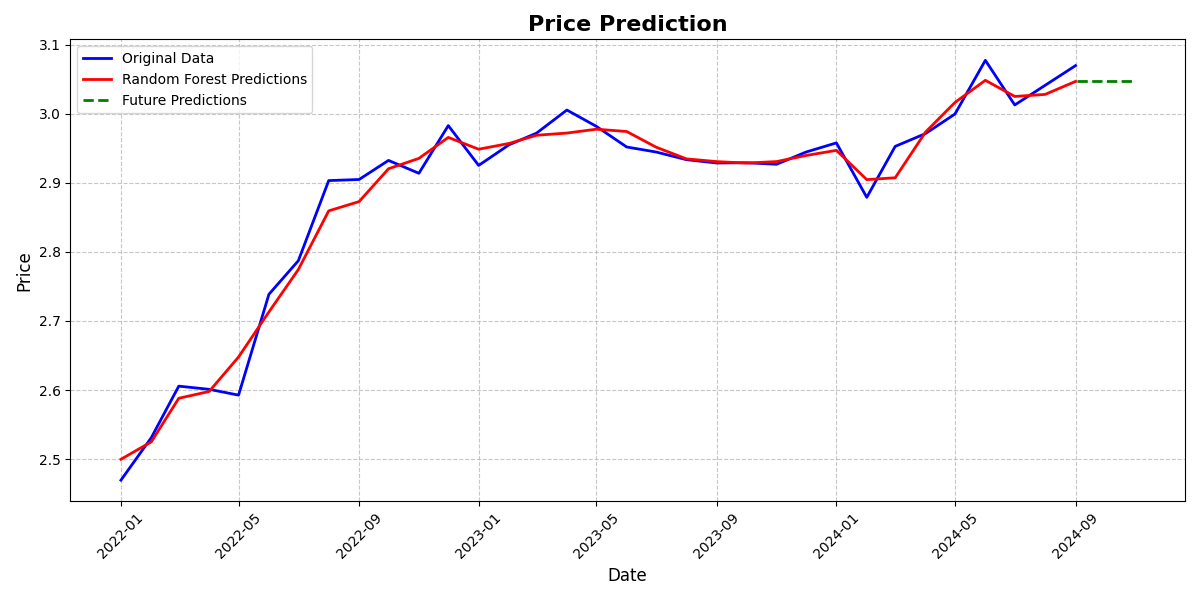 Price Prediction
Original Data
Random Forest Predictions
Future Predictions
Price
3.1
3.0
2.9
2.8
2.7
2.6
2.5
2022-01
2022-05
2022-09
2023-01
2023-05
2023-09
2024-01
2024-05
2024-09
Date